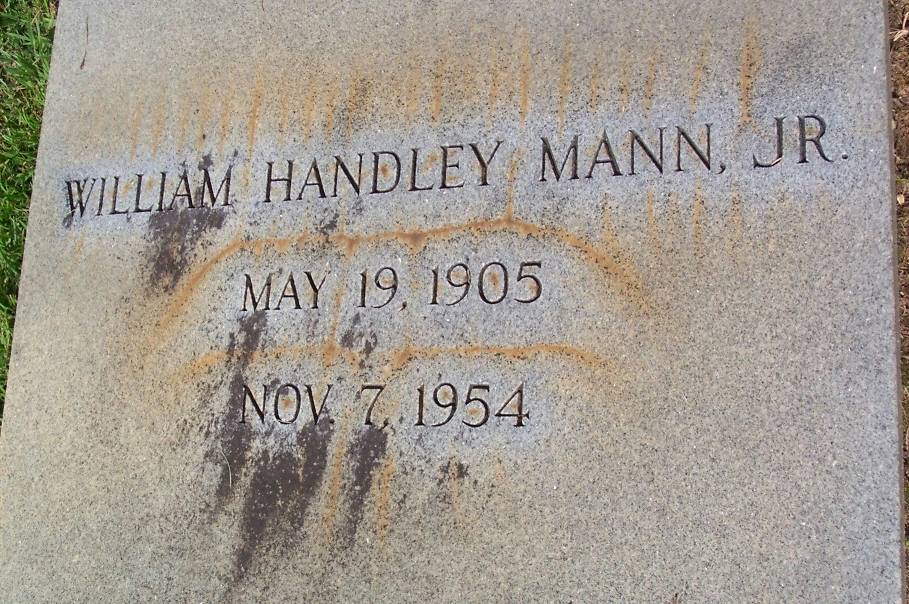 WILLIAM HANDLEY MANN, JR.
MAY 19, 1905
NOV. 7, 1954